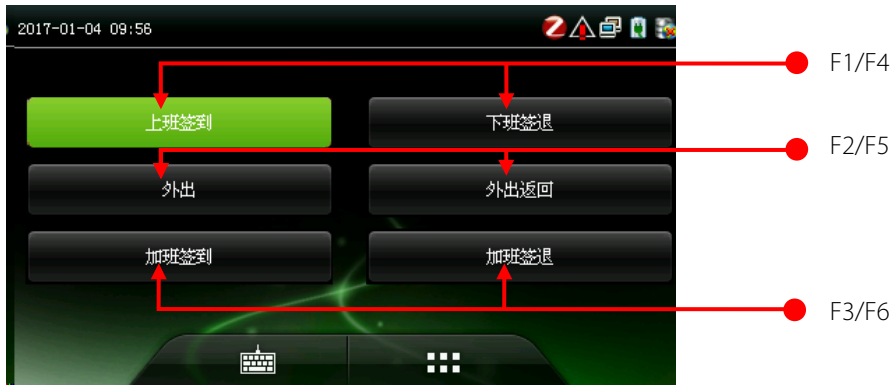 2017-01-04 09:56
F1/F4
上班签到 下班签退
F2/F5
外出 外出返回
加班签到 加班签退
F3/F6